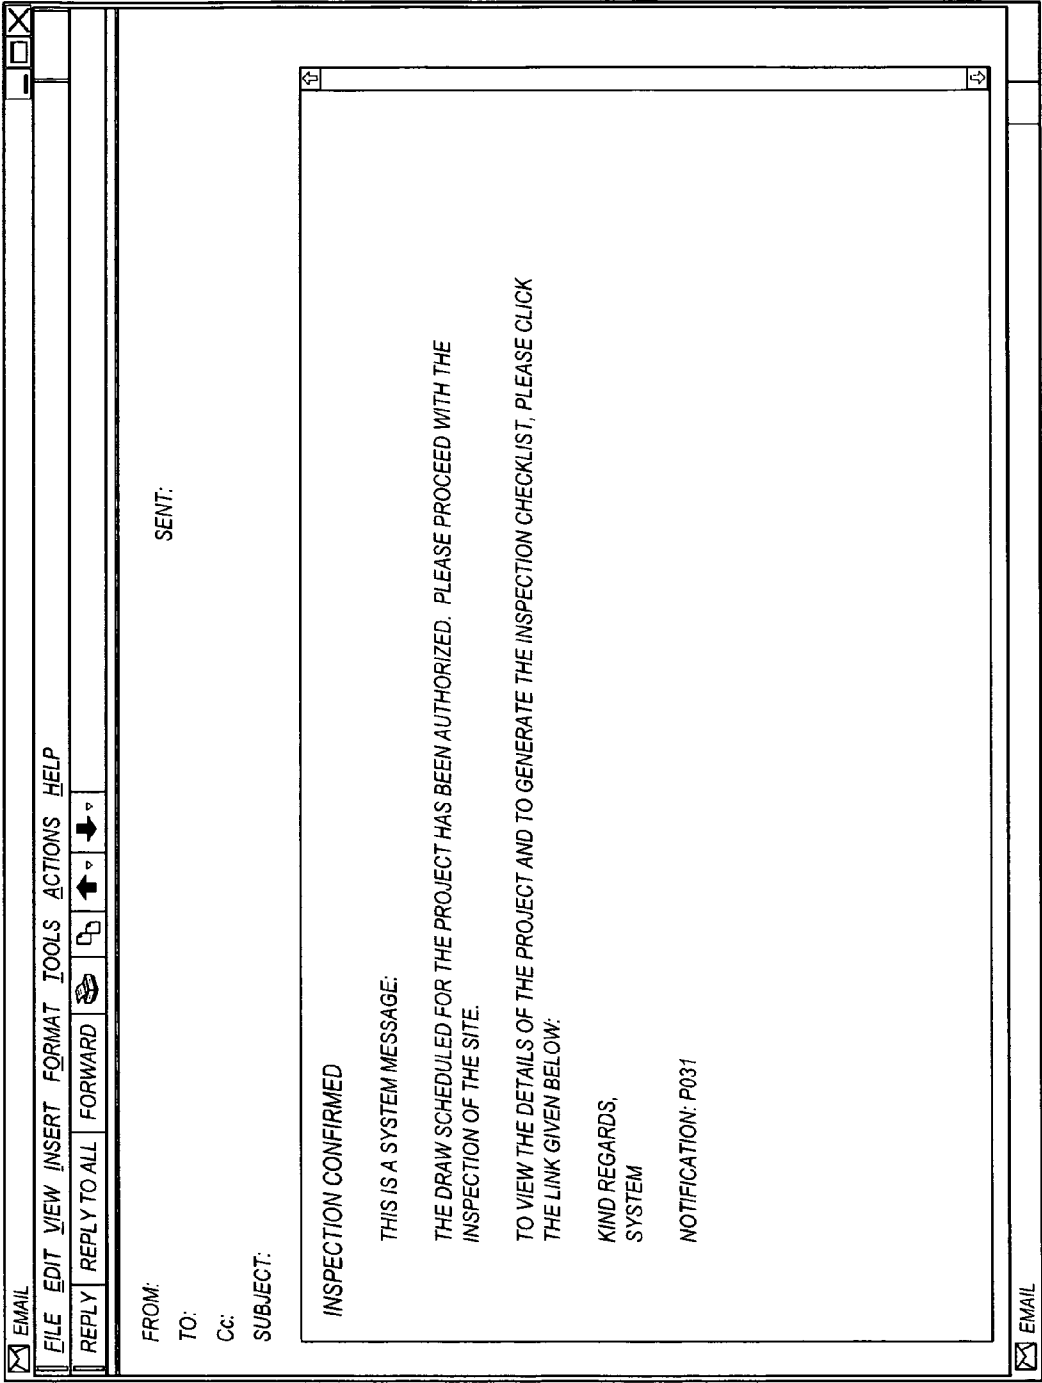 EMAIL
FILE EDIT VIEW INSERT FORMAT TOOLS ACTIONS HELP
REPLY REPLY TO ALL FORWARD
FROM:
SENT:
TO:
Cc:
SUBJECT:
INSPECTION CONFIRMED
THIS IS A SYSTEM MESSAGE:
THE DRAW SCHEDULED FOR THE PROJECT HAS BEEN AUTHORIZED. PLEASE PROCEED WITH THE
INSPECTION OF THE SITE.
TO VIEW THE DETAILS OF THE PROJECT AND TO GENERATE THE INSPECTION CHECKLIST, PLEASE CLICK
THE LINK GIVEN BELOW:
KIND REGARDS,
SYSTEM
NOTIFICATION: P031
EMAIL